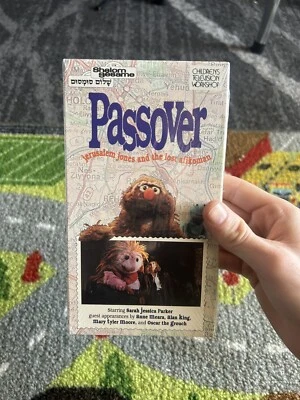 Shalom
Sesame
שלום סומסום
CHILDREN'S
TELEVISION
WORKSHOP
PASSOVER
Jerusalem Jones and the lost afikoman
Starring Sarah Jessica Parker
guest appearances by Anne Meara, Alan King,
Mary Tyler Moore, and Oscar the Grouch